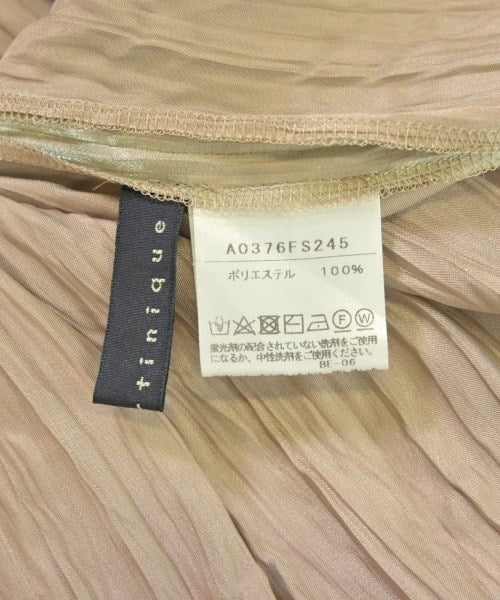 rtinique
A0376FS245
ポリエステル 100%
蛍光剤の配合されていない洗剤をご使用
になるか、中性洗剤をご使用ください。
BE-06